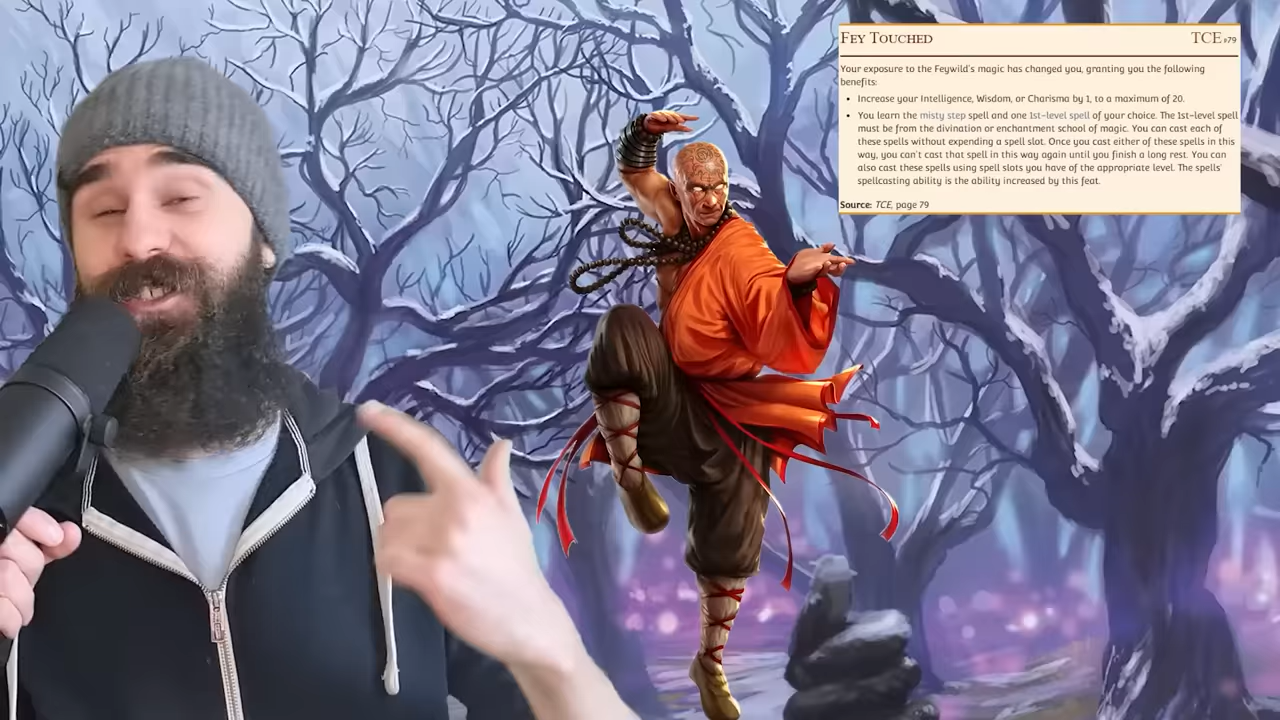 Fey Touched TCE p79
Your exposure to the Feywild's magic has changed you, granting you the following
benefits:
• Increase your Intelligence, Wisdom, or Charisma by 1, to a maximum of 20.
• You learn the misty step spell and one 1st-level spell of your choice. The 1st-level spell
must be from the divination or enchantment school of magic. You can cast each of
these spells without expending a spell slot. Once you cast either of these spells in this
way, you can't cast that spell in this way again until you finish a long rest. You can
also cast these spells using spell slots you have of the appropriate level. The spells'
spellcasting ability is the ability increased by this feat.
Source: TCE, page 79